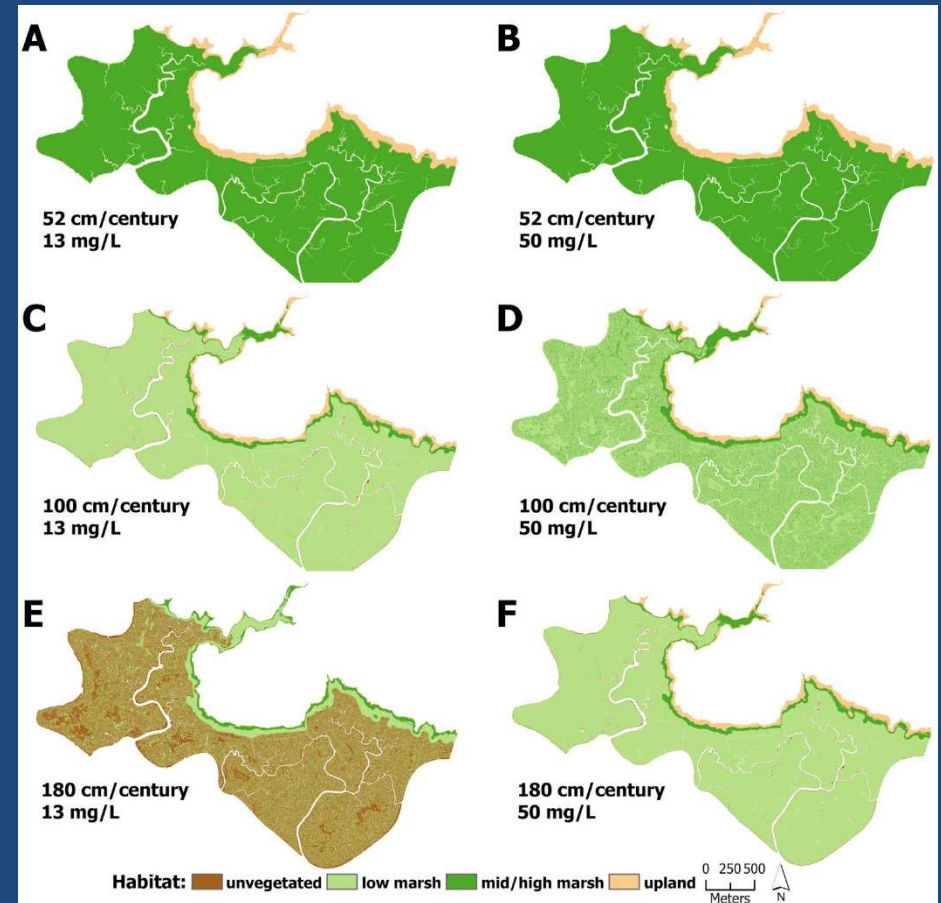 A
52 cm/century
13 mg/L
B
52 cm/century
50 mg/L
C
100 cm/century
13 mg/L
D
100 cm/century
50 mg/L
E
180 cm/century
13 mg/L
F
180 cm/century
50 mg/L
Habitat: unvegetated low marsh mid/high marsh upland
0 250 500
Meters
N